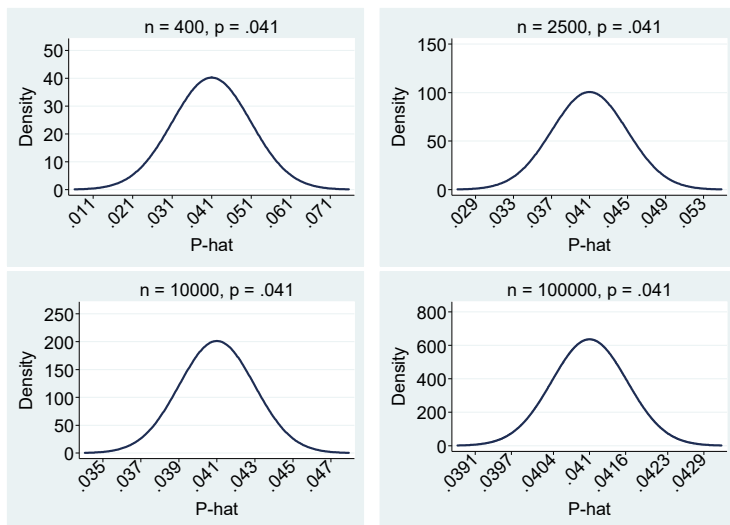 n = 400, p = .041
50
40
30
20
10
0
Density
.011 .021 .031 .041 .051 .061 .071
P-hat
n = 2500, p = .041
150
100
50
0
Density
.029 .033 .037 .041 .045 .049 .053
P-hat
n = 10000, p = .041
250
200
150
100
50
0
Density
.035 .037 .039 .041 .043 .045 .047
P-hat
n = 100000, p = .041
800
600
400
200
0
Density
.0391 .0397 .0404 .041 .0416 .0423 .0429
P-hat